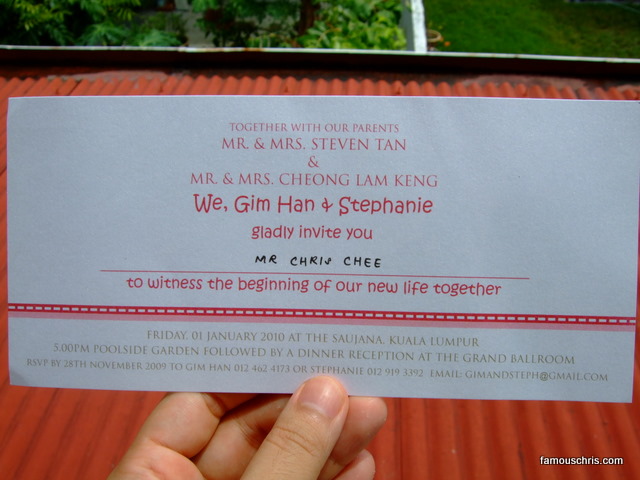 TOGETHER WITH OUR PARENTS
MR. & MRS. STEVEN TAN
&
MR. & MRS. CHEONG LAM KENG
We, Gim Han & Stephanie
gladly invite you
MR CHRIS CHEE
to witness the beginning of our new life together
FRIDAY, 01 JANUARY 2010 AT THE SAUJANA, KUALA LUMPUR
5.00PM POOLSIDE GARDEN FOLLOWED BY A DINNER RECEPTION AT THE GRAND BALLROOM
RSVP BY 28TH NOVEMBER 2009 TO GIM HAN 012 462 4173 OR STEPHANIE 012 919 3392 EMAIL: GIMANDSTEPH@GMAIL.COM
famouschris.com